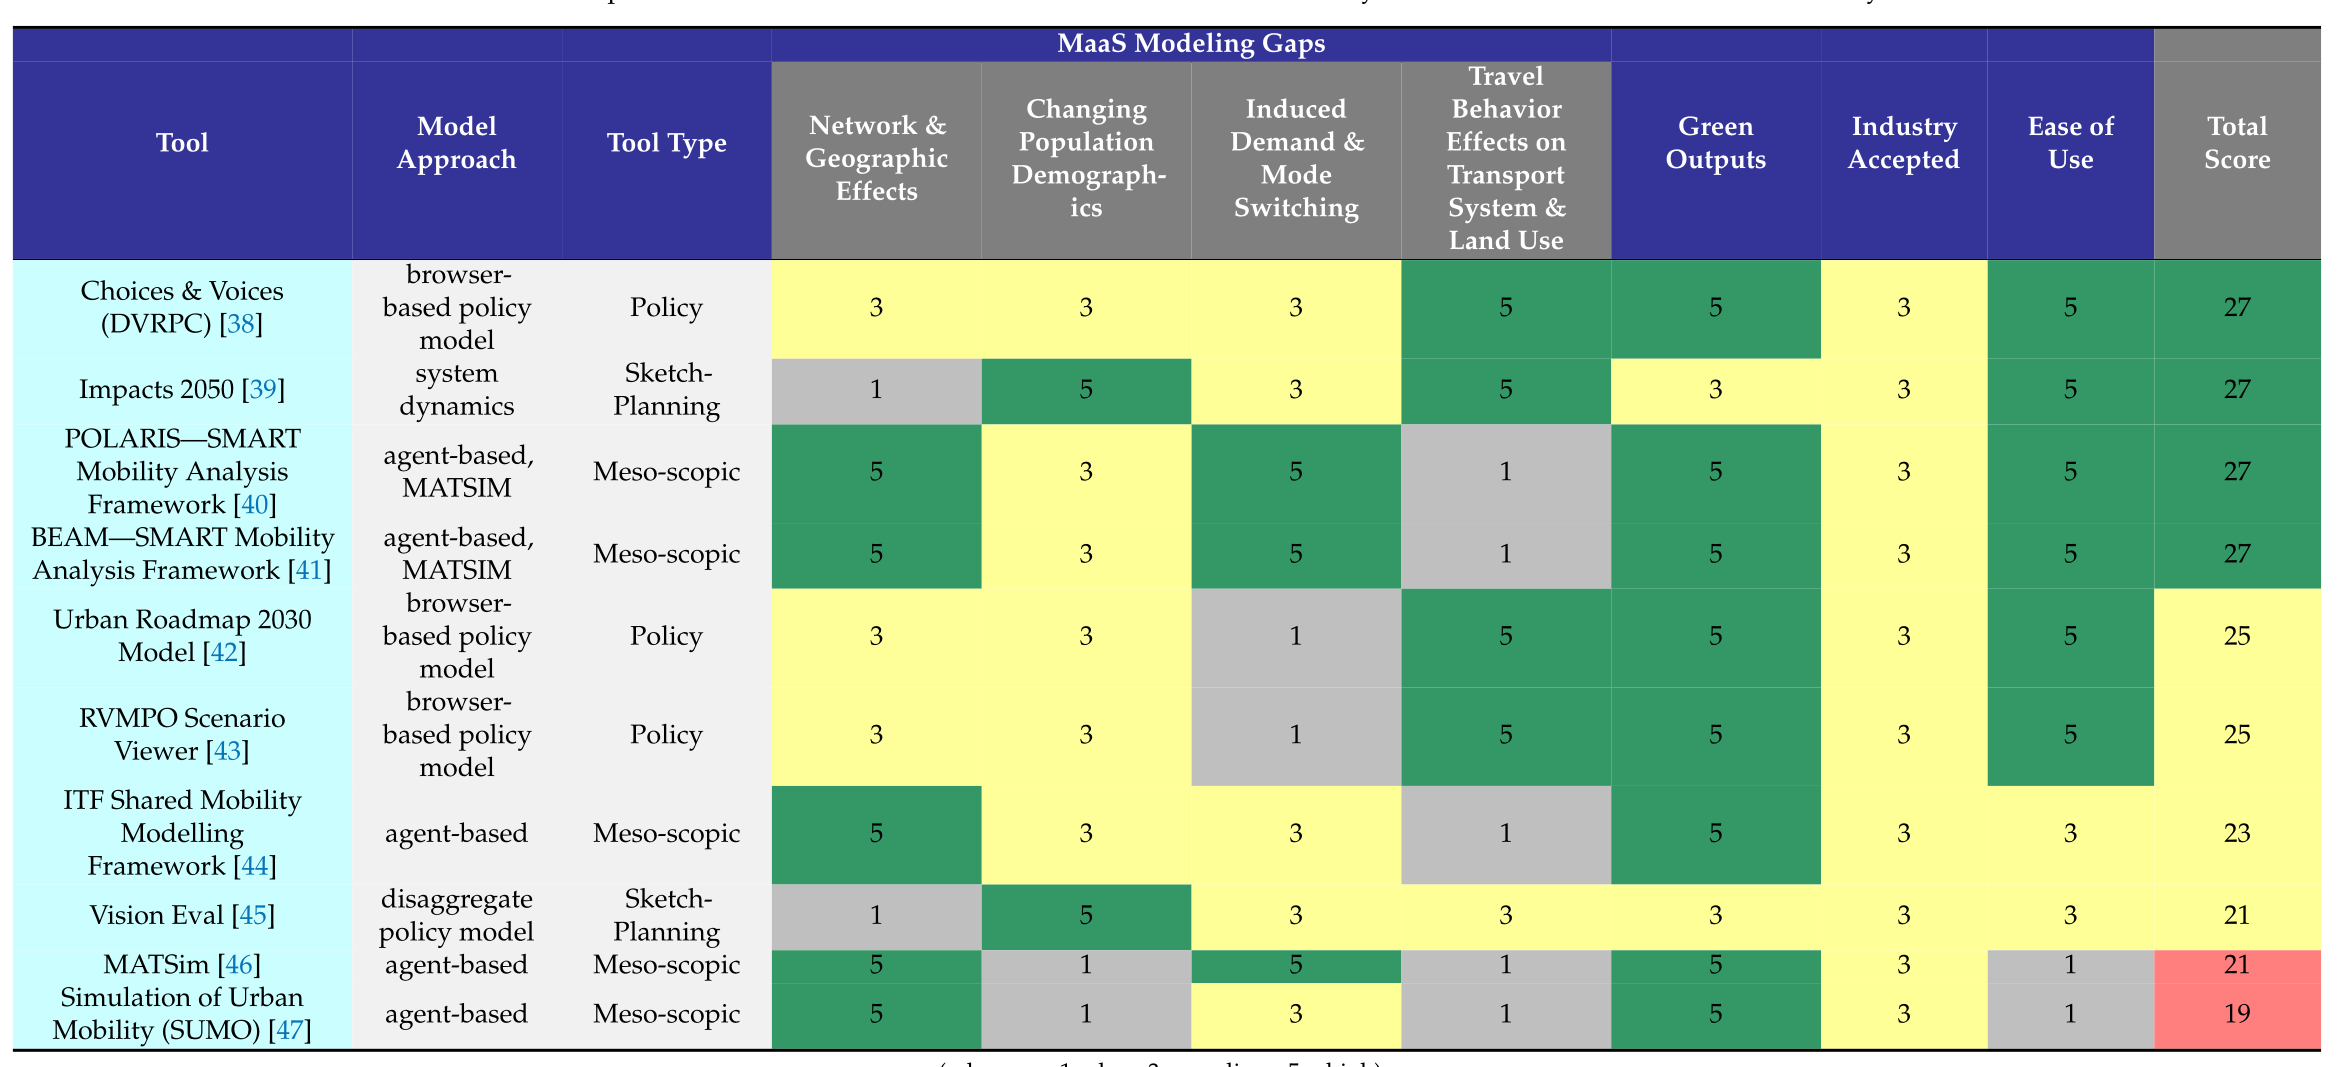 MaaS Modeling Gaps
Tool
Model
Approach
Tool Type
Network &
Geographic
Effects
Changing
Population
Demograph-
ics
Induced
Demand &
Mode
Switching
Travel
Behavior
Effects on
Transport
System &
Land Use
Green
Outputs
Industry
Accepted
Ease of
Use
Total
Score
Choices & Voices
(DVRPC) [38]
browser-
based policy
model
Policy
3
3
3
5
5
3
5
27
Impacts 2050 [39]
system
dynamics
Sketch-
Planning
1
5
3
5
3
3
5
27
POLARIS—SMART
Mobility Analysis
Framework [40]
agent-based,
MATSIM
Meso-scopic
5
3
5
1
5
3
5
27
BEAM—SMART Mobility
Analysis Framework [41]
agent-based,
MATSIM
Meso-scopic
5
3
5
1
5
3
5
27
Urban Roadmap 2030
Model [42]
browser-
based policy
model
Policy
3
3
1
5
5
3
5
25
RVMPO Scenario
Viewer [43]
browser-
based policy
model
Policy
3
3
1
5
5
3
5
25
ITF Shared Mobility
Modelling
Framework [44]
agent-based
Meso-scopic
5
3
3
1
5
3
3
23
Vision Eval [45]
disaggregate
policy model
Sketch-
Planning
1
5
3
3
3
3
3
21
MATSim [46]
agent-based
Meso-scopic
5
1
5
1
5
3
1
21
Simulation of Urban
Mobility (SUMO) [47]
agent-based
Meso-scopic
5
1
3
1
5
3
1
19